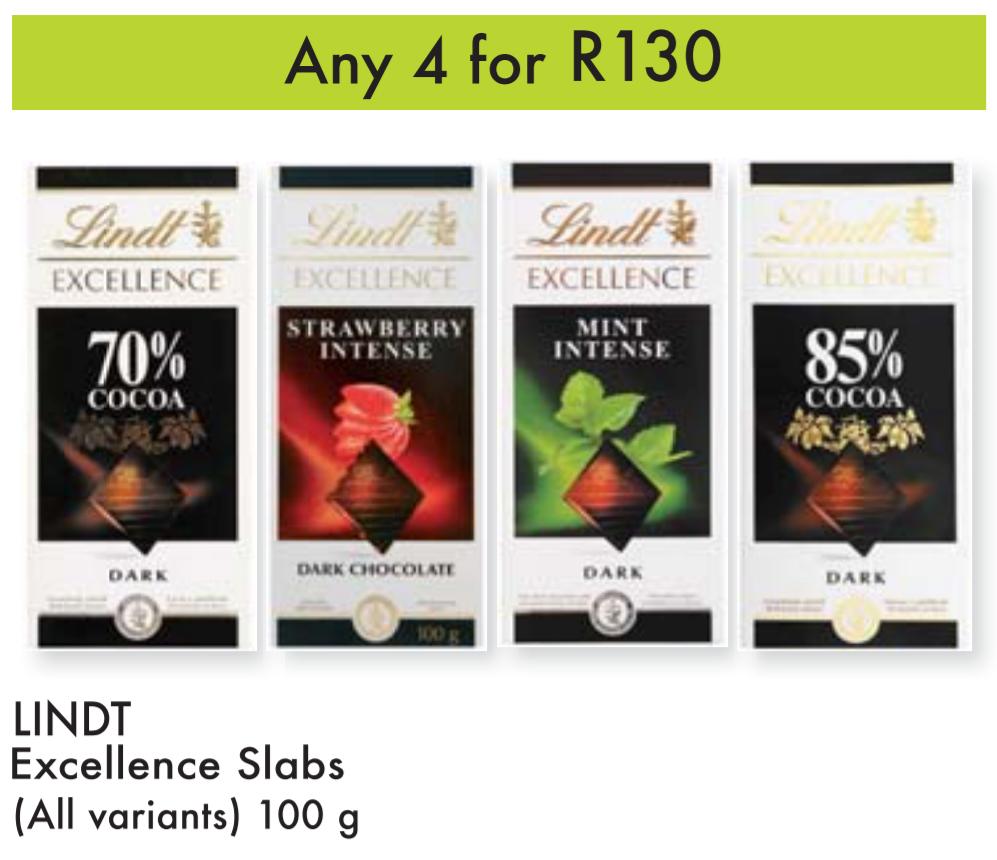 Any 4 for R130
Lindt
EXCELLENCE
70%
COCOA
DARK
Lindt
EXCELLENCE
STRAWBERRY
INTENSE
DARK CHOCOLATE
100 g
Lindt
EXCELLENCE
MINT
INTENSE
DARK
Lindt
EXCELLENCE
85%
COCOA
DARK
LINDT
Excellence Slabs
(All variants) 100 g